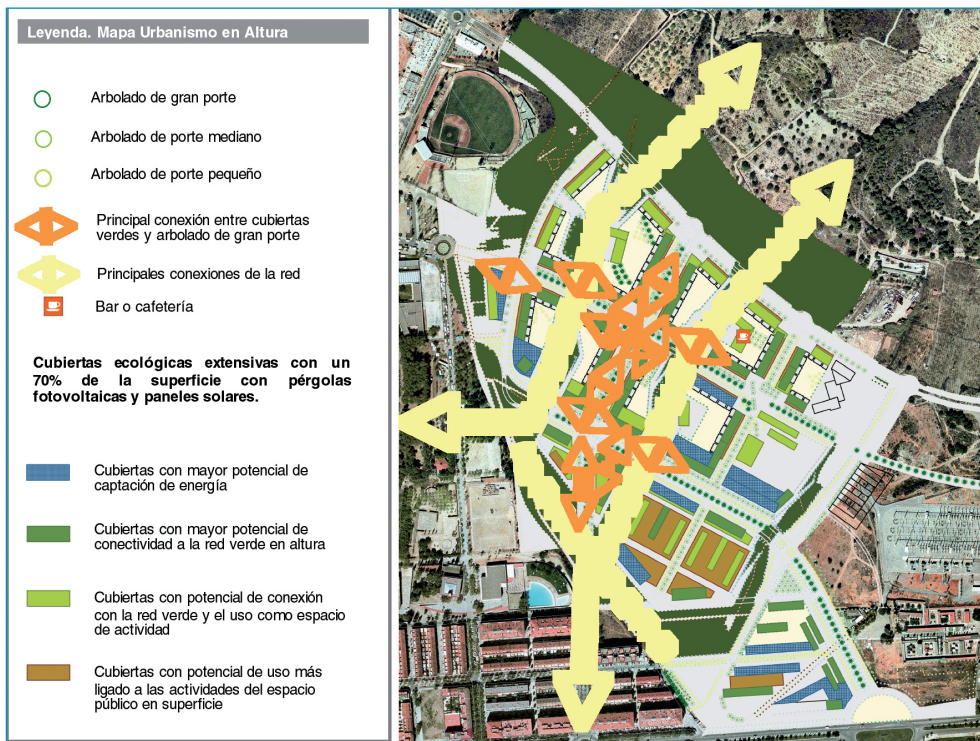 Leyenda. Mapa Urbanismo en Altura
Arbolado de gran porte
Arbolado de porte mediano
Arbolado de porte pequeño
Principal conexión entre cubiertas
verdes y arbolado de gran porte
Principales conexiones de la red
Bar o cafetería
Cubiertas ecológicas extensivas con un
70% de la superficie con pérgolas
fotovoltaicas y paneles solares.
Cubiertas con mayor potencial de
captación de energía
Cubiertas con mayor potencial de
conectividad a la red verde en altura
Cubiertas con potencial de conexión
con la red verde y el uso como espacio
de actividad
Cubiertas con potencial de uso más
ligado a las actividades del espacio
público en superficie